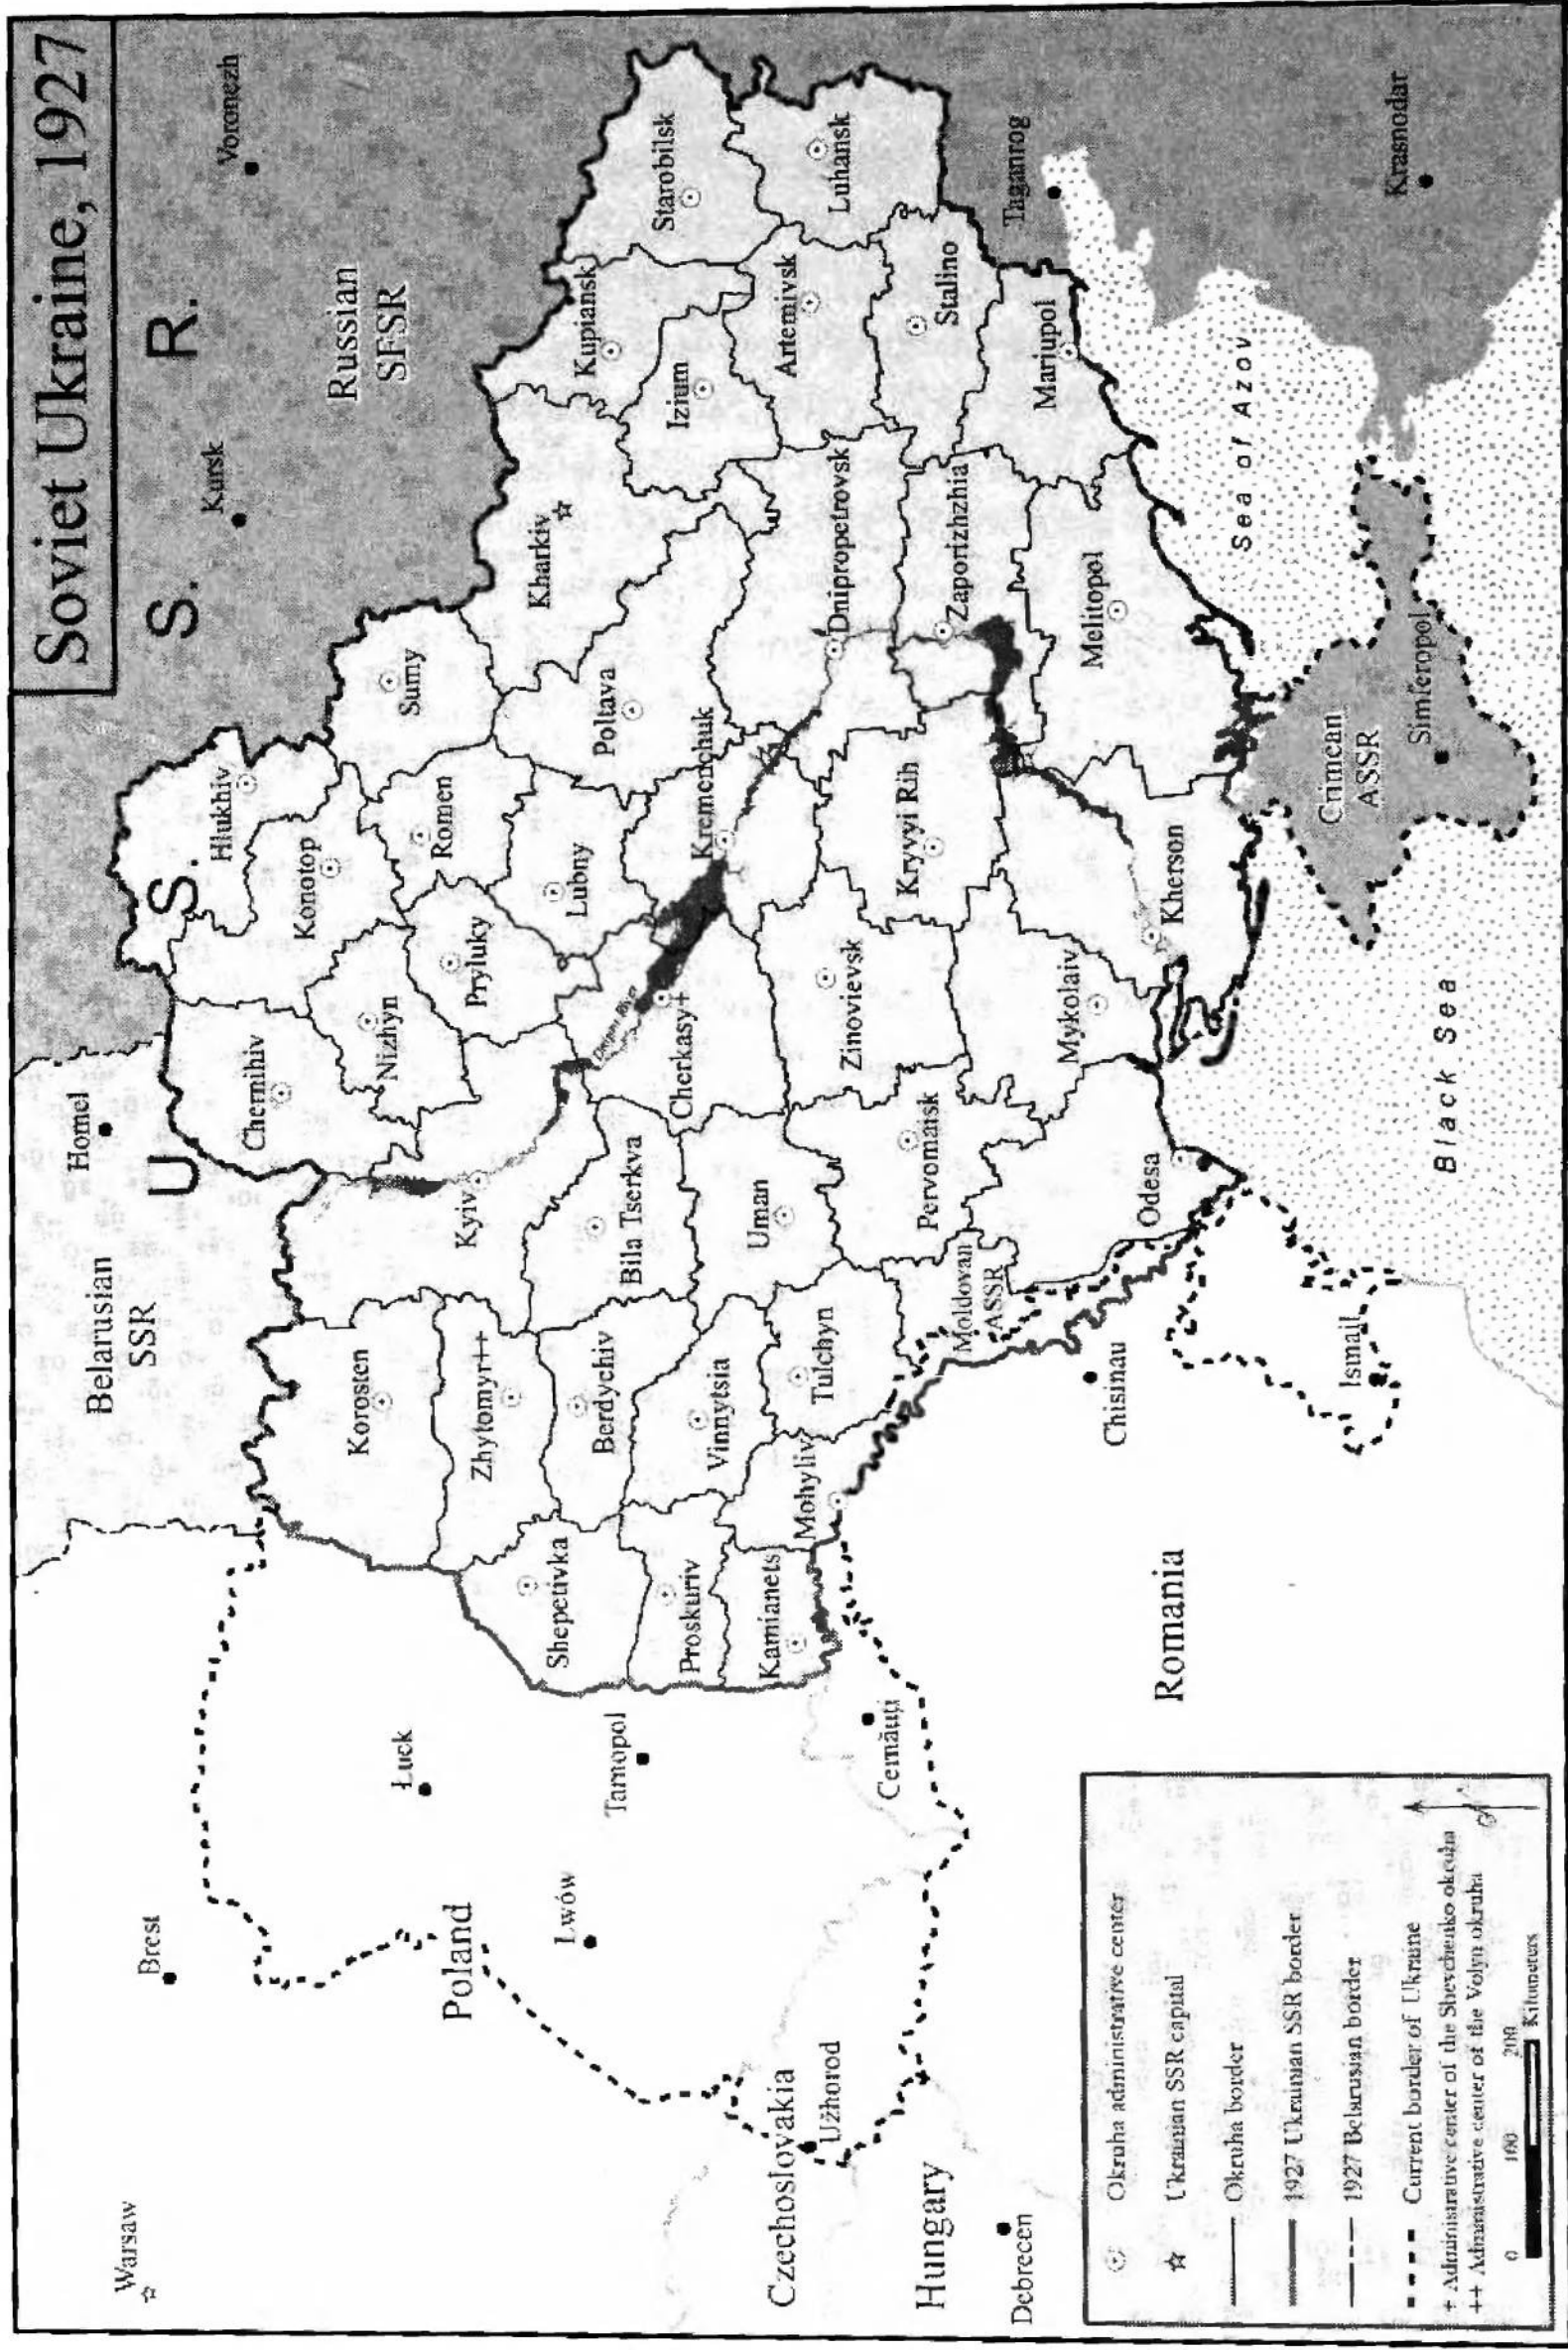 Soviet Ukraine, 1927
U. S. S. R.
Warsaw
Brest
Belarusian
SSR
Homel
Kursk
Voronezh
Russian
SFSR
Poland
Łuck
Lwów
Tarnopol
Czechoslovakia
Užhorod
Hungary
Debrecen
Cernăuţi
Romania
Chisinau
Ismail
Hlukhiv
Konotop
Chernihiv
Nizhyn
Sumy
Romen
Pryluky
Lubny
Poltava
Kharkiv
Kupiansk
Starobilsk
Izium
Luhansk
Artemivsk
Stalino
Mariupol
Taganrog
Krasnodar
Korosten
Zhytomyr++
Kyiv
Shepetivka
Berdychiv
Bila Tserkva
Cherkasy+
Kremenchuk
Dnipropetrovsk
Zaporizhzhia
Melitopol
Proskuriv
Vinnytsia
Uman
Zinovievsk
Kryvyi Rih
Kamianets
Mohyliv
Tulchyn
Pervomaisk
Moldovan
ASSR
Odesa
Mykolaiv
Kherson
Crimean
ASSR
Simferopol
Sea of Azov
Black Sea
Okruha administrative center
Ukrainian SSR capital
Okruha border
1927 Ukrainian SSR border
1927 Belarusian border
Current border of Ukraine
+ Administrative center of the Shevchenko okruha
++ Administrative center of the Volyn okruha
0 100 200
Kilometers